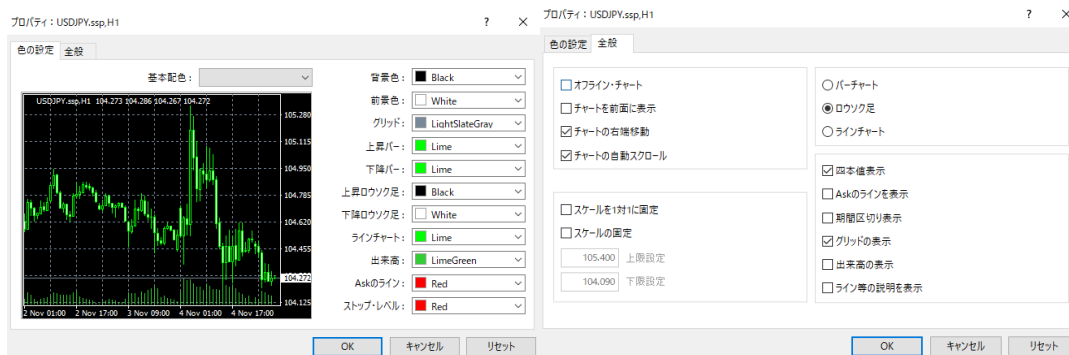 プロパティ：USDJPY.ssp,H1
色の設定
全般
基本配色：
USDJPY.ssp,H1 104.273 104.286 104.267 104.272
105.280
105.115
104.950
104.785
104.620
104.455
104.272
104.125
2 Nov 01:00
2 Nov 17:00
3 Nov 09:00
4 Nov 01:00
4 Nov 17:00
背景色： Black
前景色： White
グリッド： LightSlateGray
上昇バー： Lime
下降バー： Lime
上昇ロウソク足： Black
下降ロウソク足： White
ラインチャート： Lime
出来高： LimeGreen
Askのライン： Red
ストップ・レベル： Red
OK
キャンセル
リセット
プロパティ：USDJPY.ssp,H1
色の設定
全般
オフライン・チャート
チャートを前面に表示
チャートの右端移動
チャートの自動スクロール
スケールを1対1に固定
スケールの固定
105.400 上限設定
104.090 下限設定
バーチャート
ロウソク足
ラインチャート
四本値表示
Askのラインを表示
期間区切り表示
グリッドの表示
出来高の表示
ライン等の説明を表示
OK
キャンセル
リセット